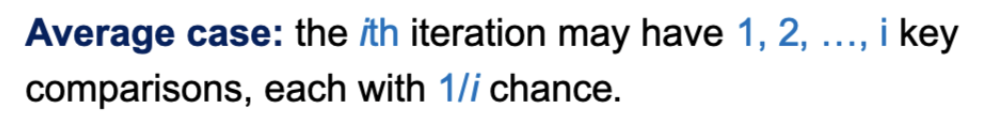 Average case: the ith iteration may have 1, 2, ..., i key
comparisons, each with 1/i chance.